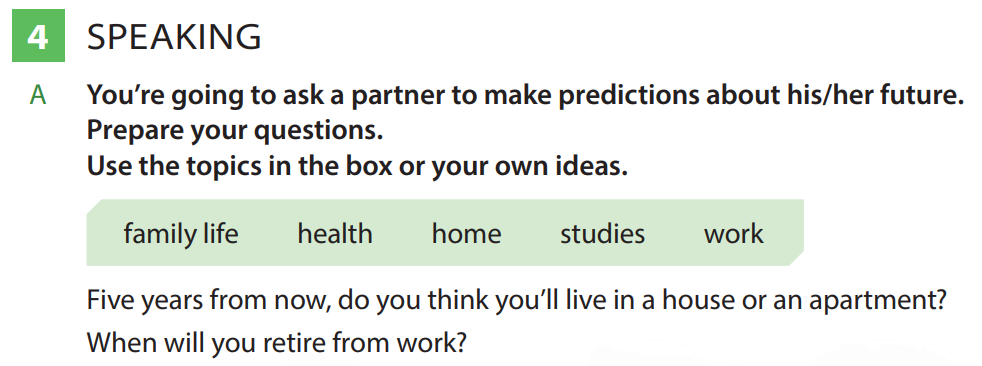 4 SPEAKING
A You’re going to ask a partner to make predictions about his/her future.
Prepare your questions.
Use the topics in the box or your own ideas.
family life health home studies work
Five years from now, do you think you’ll live in a house or an apartment?
When will you retire from work?